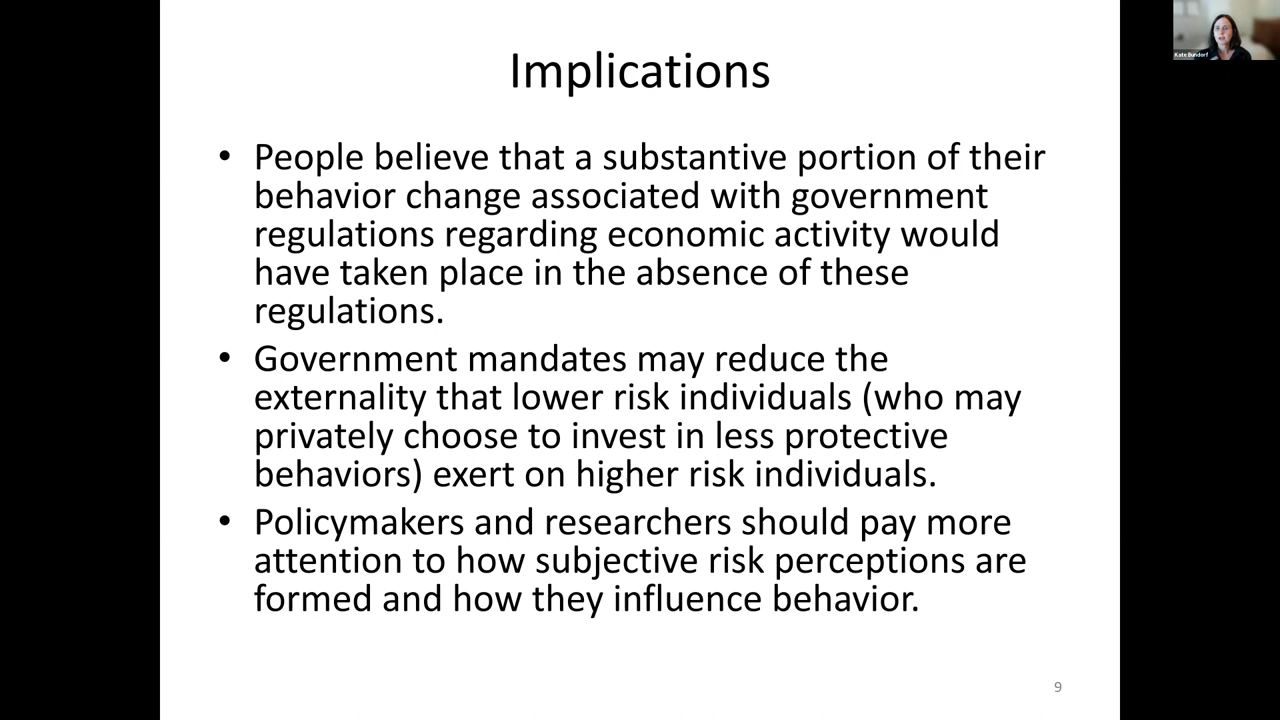 Implications
• People believe that a substantive portion of their
behavior change associated with government
regulations regarding economic activity would
have taken place in the absence of these
regulations.
• Government mandates may reduce the
externality that lower risk individuals (who may
privately choose to invest in less protective
behaviors) exert on higher risk individuals.
• Policymakers and researchers should pay more
attention to how subjective risk perceptions are
formed and how they influence behavior.
9
Kate Bundorf